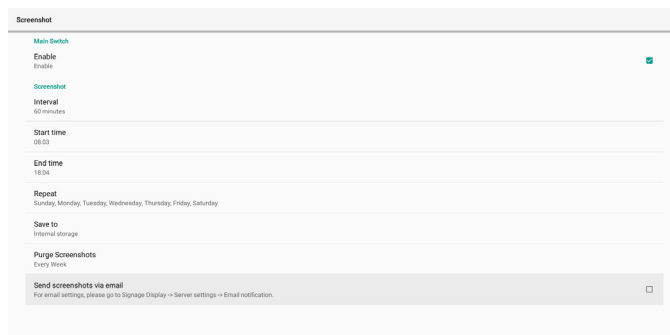 Screenshot
Main Switch
Enable
Enable
Screenshot
Interval
60 minutes
Start time
08:03
End time
18:04
Repeat
Sunday, Monday, Tuesday, Wednesday, Thursday, Friday, Saturday
Save to
Internal storage
Purge Screenshots
Every Week
Send screenshots via email
For email settings, please go to Signage Display -> Server settings -> Email notification.